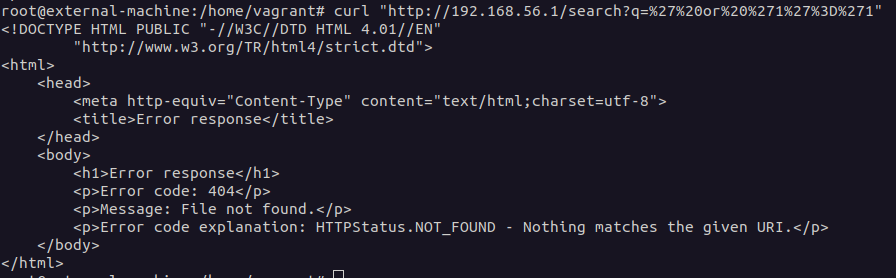 root@external-machine:/home/vagrant# curl "http://192.168.56.1/search?q=%27%20or%20%271%27%3D%271"
<!DOCTYPE HTML PUBLIC "-//W3C//DTD HTML 4.01//EN"
        "http://www.w3.org/TR/html4/strict.dtd">
<html>
    <head>
        <meta http-equiv="Content-Type" content="text/html;charset=utf-8">
        <title>Error response</title>
    </head>
    <body>
        <h1>Error response</h1>
        <p>Error code: 404</p>
        <p>Message: File not found.</p>
        <p>Error code explanation: HTTPStatus.NOT_FOUND - Nothing matches the given URI.</p>
    </body>
</html>